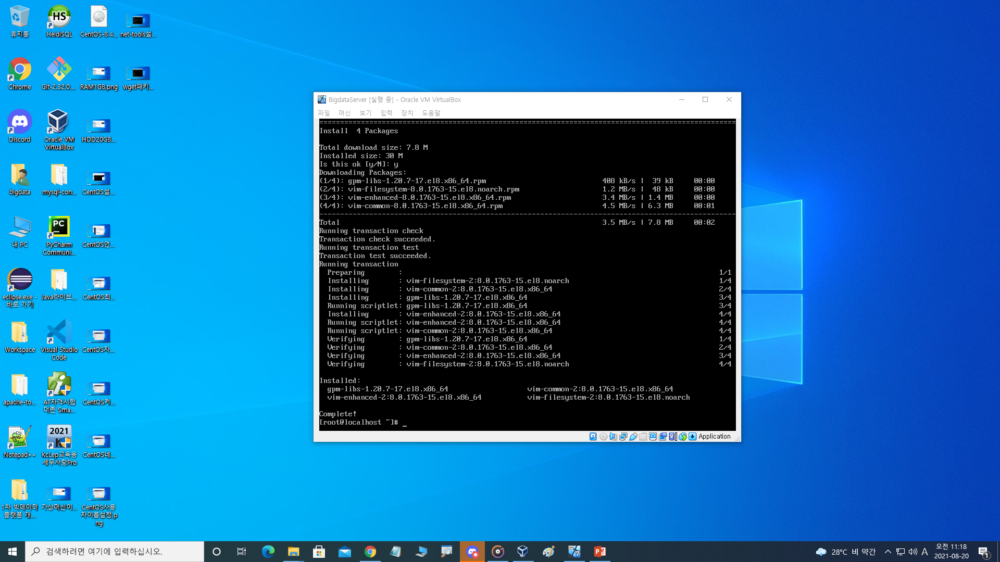 휴지통
HeidiSQL
CentOS-8.4...
net-tools설...
Chrome
Git-2.32.0....
RAM1GB.png
wget패키...
Discord
Oracle VM
VirtualBox
HDD20GB...
bigdata
mysql-con...
CentOS설...
내 PC
PyCharm
Communi...
CentOS언...
eclipse.exe -
바로 가기
Java라이브...
CentOS최...
Workspace
Visual Studio
Code
CentOS자...
apache-to...
AT자격시험
더존 Sma...
CentOS커...
Notepad++
2021
KcLep교육용
세무사랑Pro
CentOS네...
1차 빅데이터
플랫폼 개...
가상머신이...
CentOS사용
자이름설정.p
ng
BigdataServer [실행 중] - Oracle VM VirtualBox
파일 머신 보기 입력 장치 도움말
================================================================================
Install  4 Packages
Total download size: 7.8 M
Installed size: 30 M
Is this ok [y/N]: y
Downloading Packages:
(1/4): gpm-libs-1.20.7-17.el8.x86_64.rpm 408 kB/s |  39 kB 00:00
(2/4): vim-filesystem-8.0.1763-15.el8.noarch.rpm 1.2 MB/s |  48 kB 00:00
(3/4): vim-enhanced-8.0.1763-15.el8.x86_64.rpm 3.4 MB/s | 1.4 MB 00:00
(4/4): vim-common-8.0.1763-15.el8.x86_64.rpm 4.5 MB/s | 6.3 MB 00:01
--------------------------------------------------------------------------------
Total 3.5 MB/s | 7.8 MB 00:02
Running transaction check
Transaction check succeeded.
Running transaction test
Transaction test succeeded.
Running transaction
Preparing : 1/1
Installing : vim-filesystem-2:8.0.1763-15.el8.noarch 1/4
Installing : vim-common-2:8.0.1763-15.el8.x86_64 2/4
Installing : gpm-libs-1.20.7-17.el8.x86_64 3/4
Running scriptlet: gpm-libs-1.20.7-17.el8.x86_64 3/4
Installing : vim-enhanced-2:8.0.1763-15.el8.x86_64 4/4
Running scriptlet: vim-enhanced-2:8.0.1763-15.el8.x86_64 4/4
Running scriptlet: vim-common-2:8.0.1763-15.el8.x86_64 4/4
Verifying : gpm-libs-1.20.7-17.el8.x86_64 1/4
Verifying : vim-common-2:8.0.1763-15.el8.x86_64 2/4
Verifying : vim-enhanced-2:8.0.1763-15.el8.x86_64 3/4
Verifying : vim-filesystem-2:8.0.1763-15.el8.noarch 4/4
Installed:
gpm-libs-1.20.7-17.el8.x86_64 vim-common-2:8.0.1763-15.el8.x86_64
vim-enhanced-2:8.0.1763-15.el8.x86_64 vim-filesystem-2:8.0.1763-15.el8.noarch
Complete!
[root@localhost ~]# _
Application
검색하려면 여기에 입력하십시오.
28°C 비 약간
A
오전 11:18
2021-08-20
1